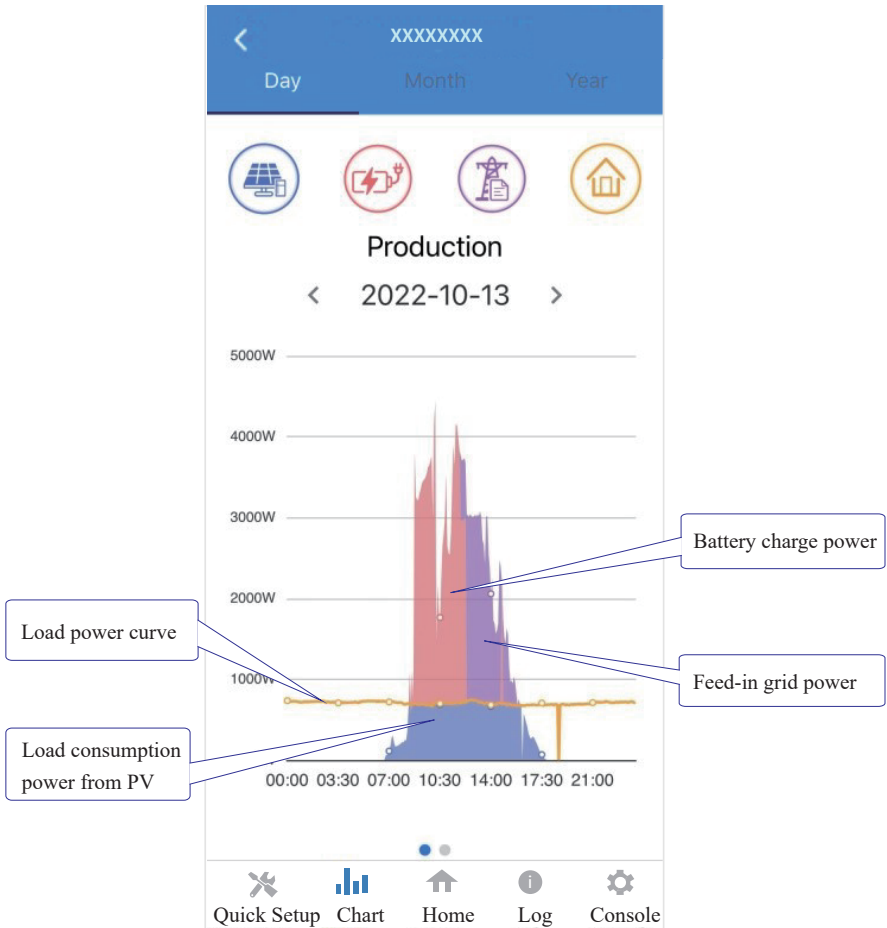 XXXXXXXX
Day Month Year
Production
2022-10-13
5000W
4000W
3000W
Battery charge power
2000W
Load power curve
1000W
Feed-in grid power
Load consumption
power from PV
00:00 03:30 07:00 10:30 14:00 17:30 21:00
Quick Setup Chart Home Log Console